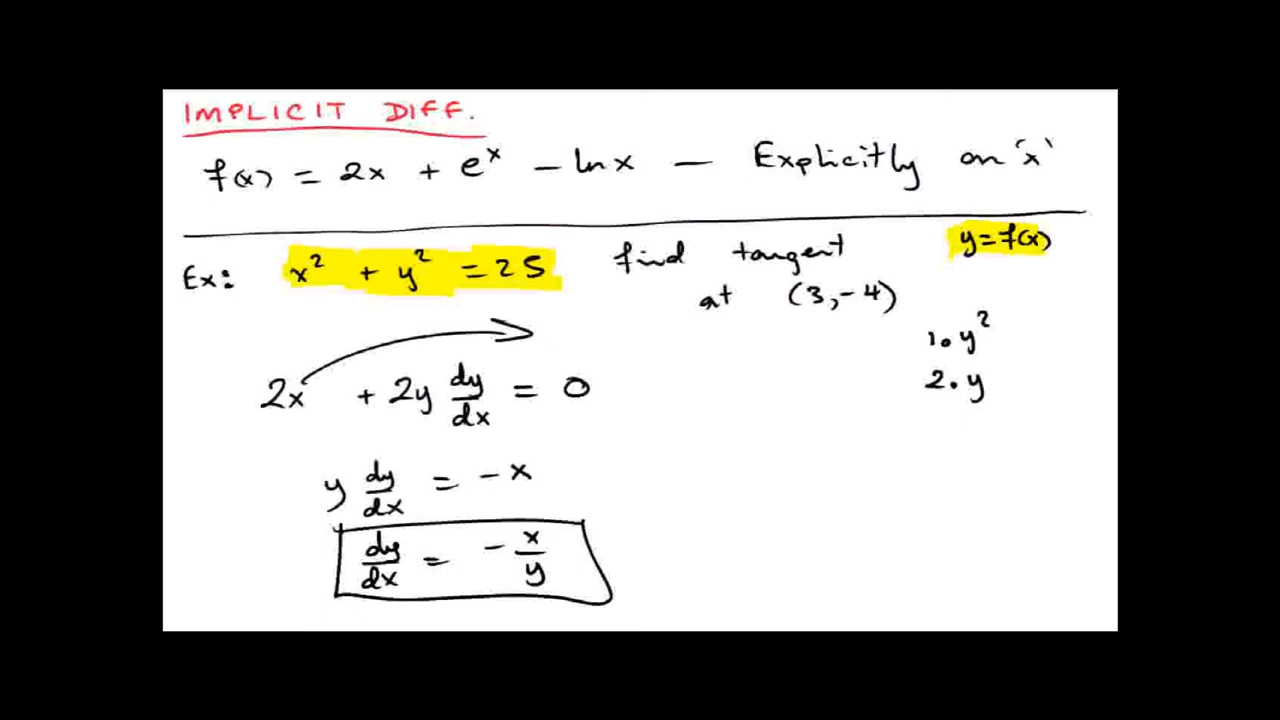 IMPLICIT DIFF.
f(x) = 2x + e^x - ln x — Explicitly on 'x'
Ex: x² + y² = 25 find tangent y = f(x)
at (3, -4)
1. y²
2x + 2y dy/dx = 0 2. y
y dy/dx = -x
dy/dx = - x/y